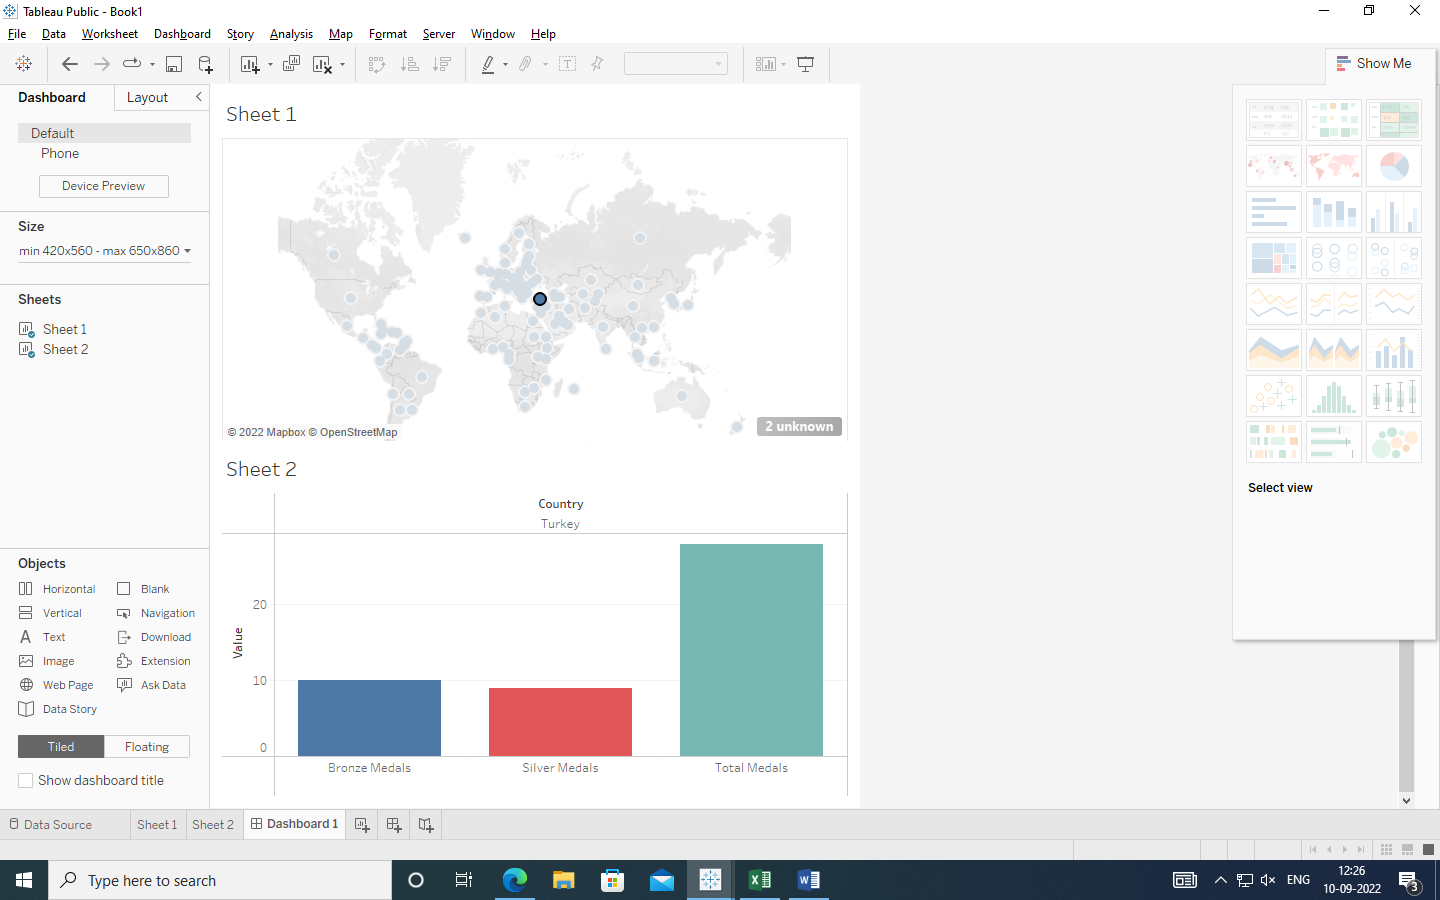 Tableau Public - Book1
File Data Worksheet Dashboard Story Analysis Map Format Server Window Help
Show Me
Dashboard Layout
Default
Phone
Device Preview
Size
min 420x560 - max 650x860
Sheets
Sheet 1
Sheet 2
Objects
Horizontal Blank
Vertical Navigation
Text Download
Image Extension
Web Page Ask Data
Data Story
Tiled Floating
Show dashboard title
Sheet 1
© 2022 Mapbox © OpenStreetMap
2 unknown
Sheet 2
Country
Turkey
Value
20
10
0
Bronze Medals Silver Medals Total Medals
Select view
Data Source Sheet 1 Sheet 2 Dashboard 1
Type here to search
ENG
12:26
10-09-2022
3